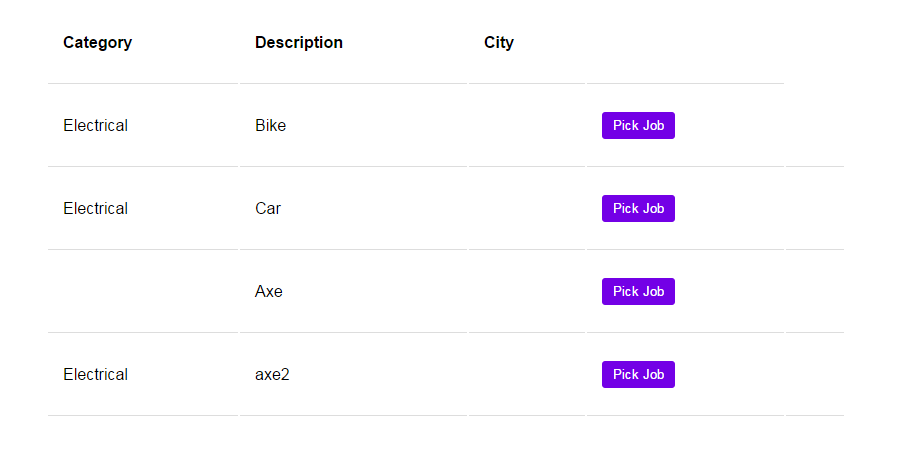 Category Description City
Electrical Bike Pick Job
Electrical Car Pick Job
Axe Pick Job
Electrical axe2 Pick Job